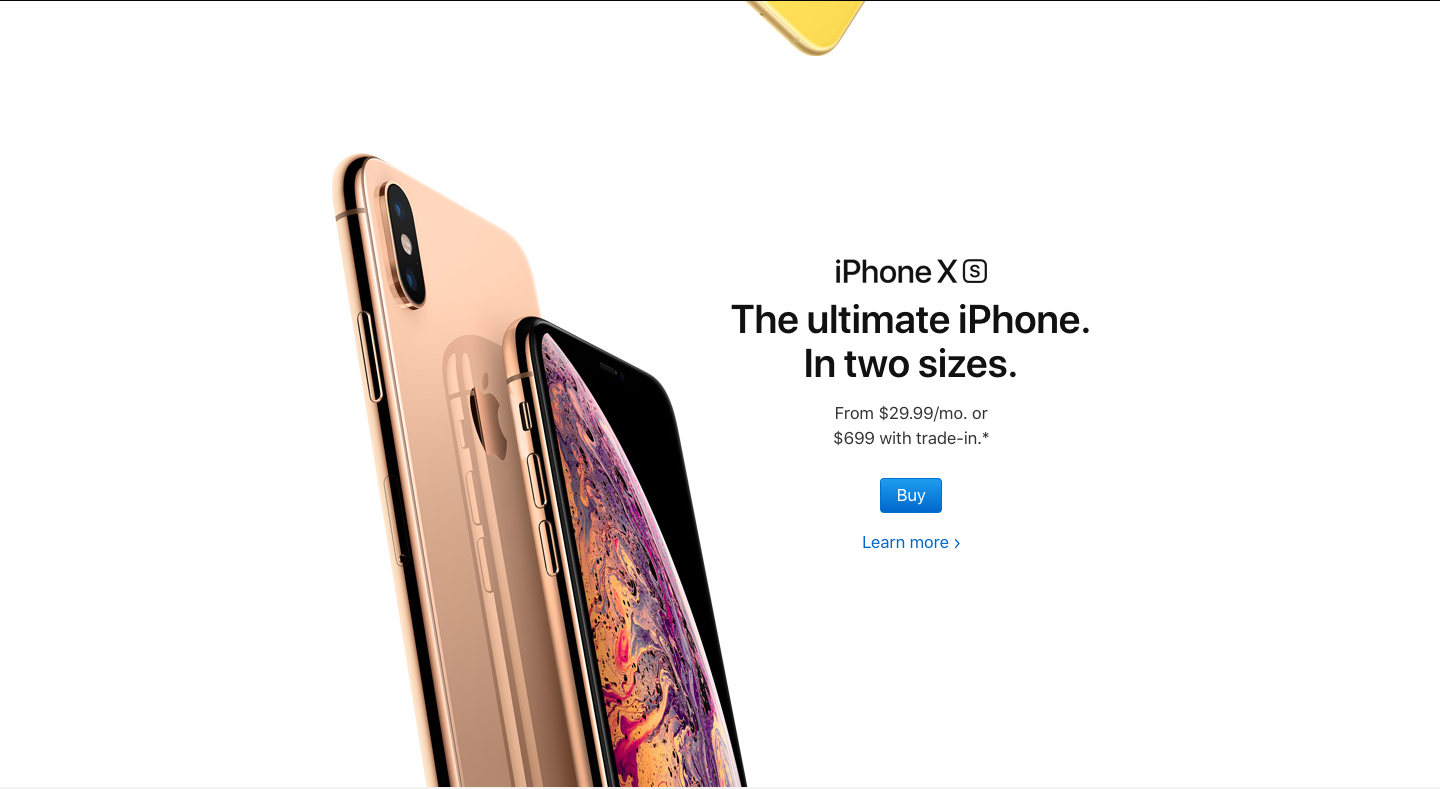 iPhone XS
The ultimate iPhone.
In two sizes.
From $29.99/mo. or
$699 with trade-in.*
Buy
Learn more ›